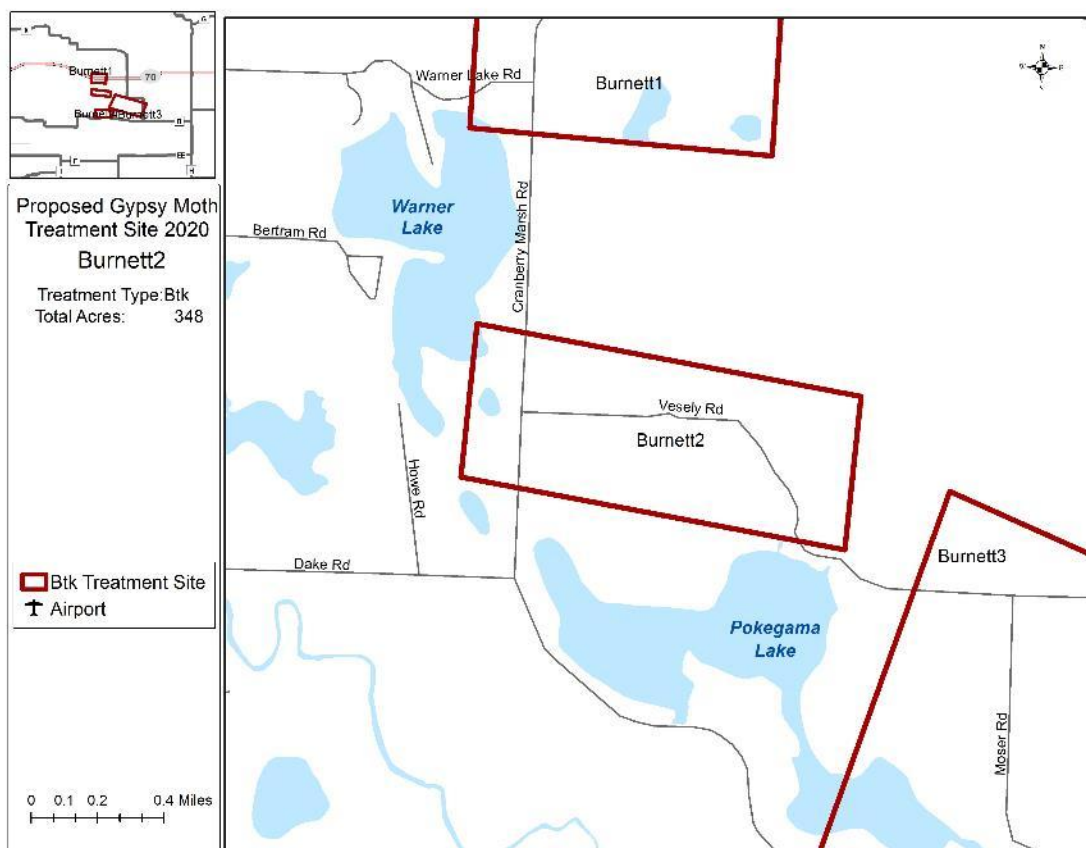 Burnett1
70
Burnett3
EE
Proposed Gypsy Moth
Treatment Site 2020
Burnett2
Treatment Type:Btk
Total Acres: 348
Btk Treatment Site
Airport
0 0.1 0.2 0.4 Miles
N
Warner Lake Rd
Burnett1
Warner
Lake
Cranberry Marsh Rd
Bertram Rd
Vesely Rd
Burnett2
Howe Rd
Dake Rd
Burnett3
Pokegama
Lake
Moser Rd